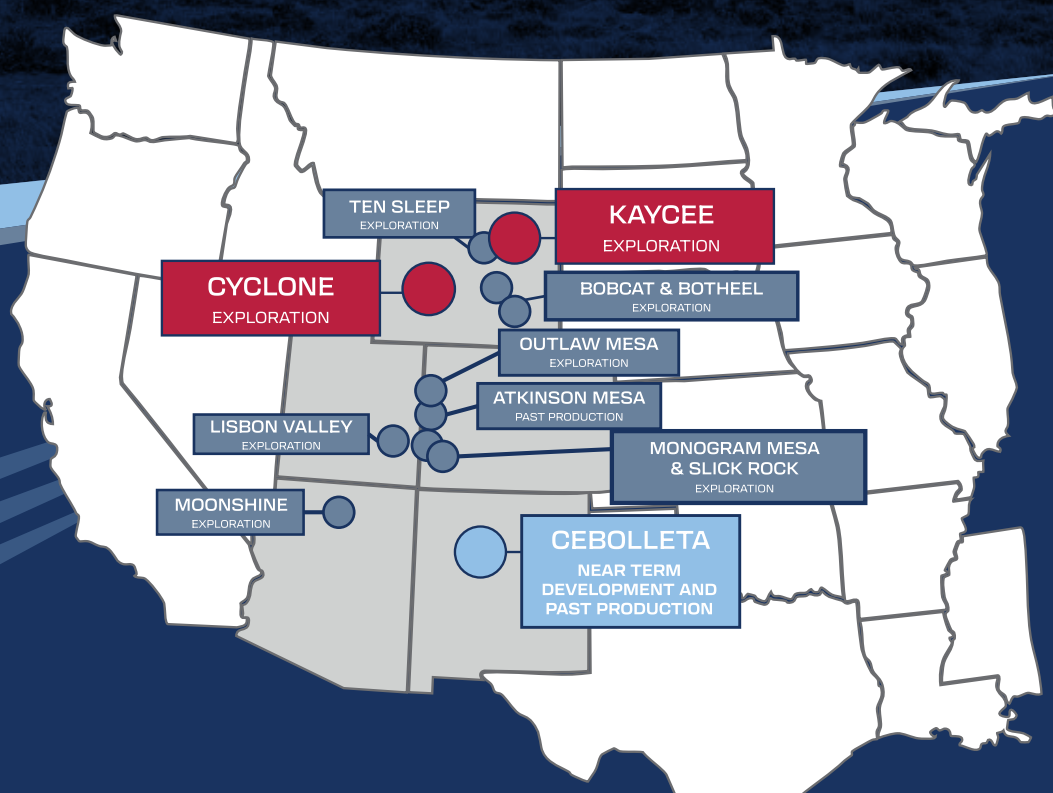 TEN SLEEP
EXPLORATION
KAYCEE
EXPLORATION
CYCLONE
EXPLORATION
BOBCAT & BOTHEEL
EXPLORATION
OUTLAW MESA
EXPLORATION
ATKINSON MESA
PAST PRODUCTION
LISBON VALLEY
EXPLORATION
MONOGRAM MESA
& SLICK ROCK
EXPLORATION
MOONSHINE
EXPLORATION
CEBOLLETA
NEAR TERM
DEVELOPMENT AND
PAST PRODUCTION